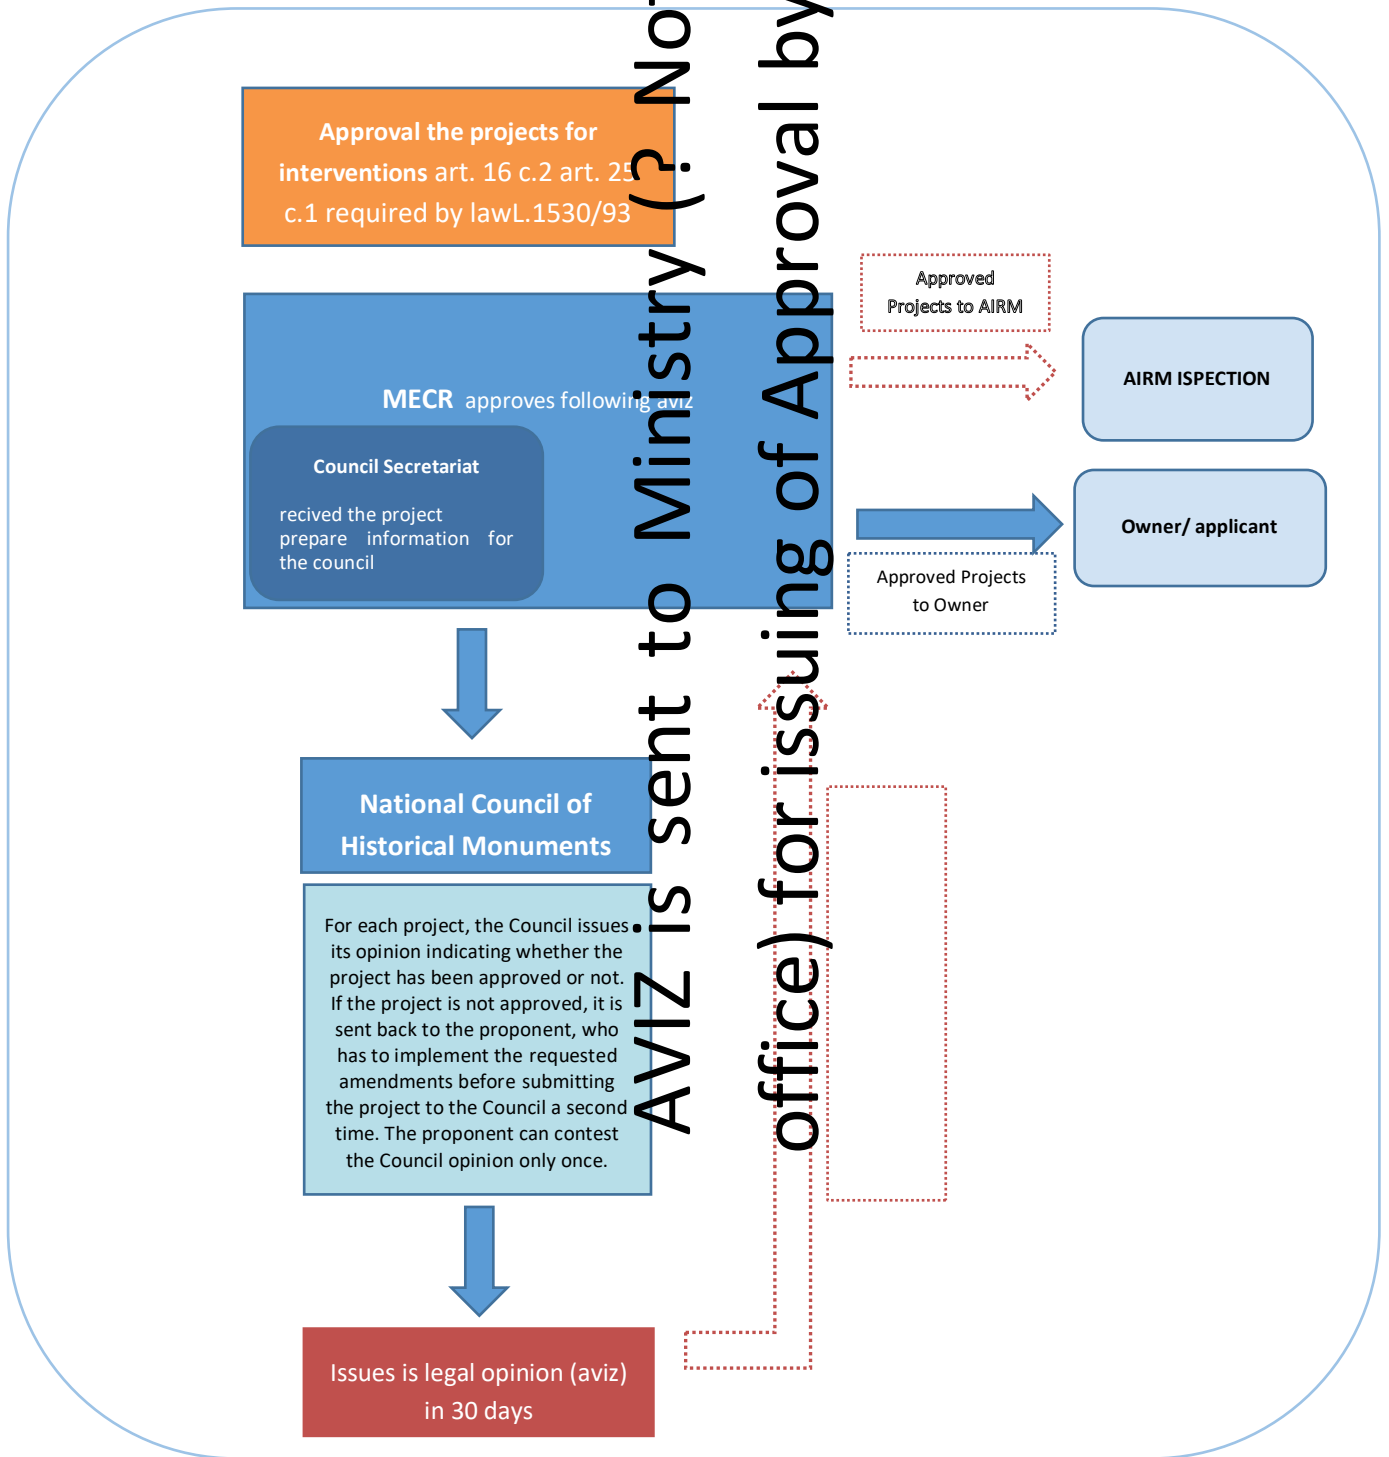 Approval the projects for
interventions art. 16 c.2 art. 25
c.1 required by lawL.1530/93
Approved
Projects to AIRM
AIRM ISPECTION
MECR approves following aviz
Council Secretariat
recived the project
prepare information for
the council
Owner/ applicant
Approved Projects
to Owner
National Council of
Historical Monuments
For each project, the Council issues
its opinion indicating whether the
project has been approved or not.
If the project is not approved, it is
sent back to the proponent, who
has to implement the requested
amendments before submitting
the project to the Council a second
time. The proponent can contest
the Council opinion only once.
Issues is legal opinion (aviz)
in 30 days
AVIZ is sent to Ministry (?
office) for issuing of Approval by